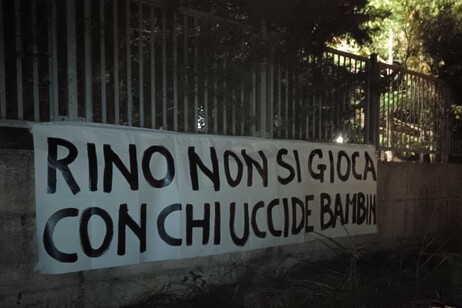 RINO NON SI GIOCA
CON CHI UCCIDE BAMBIN